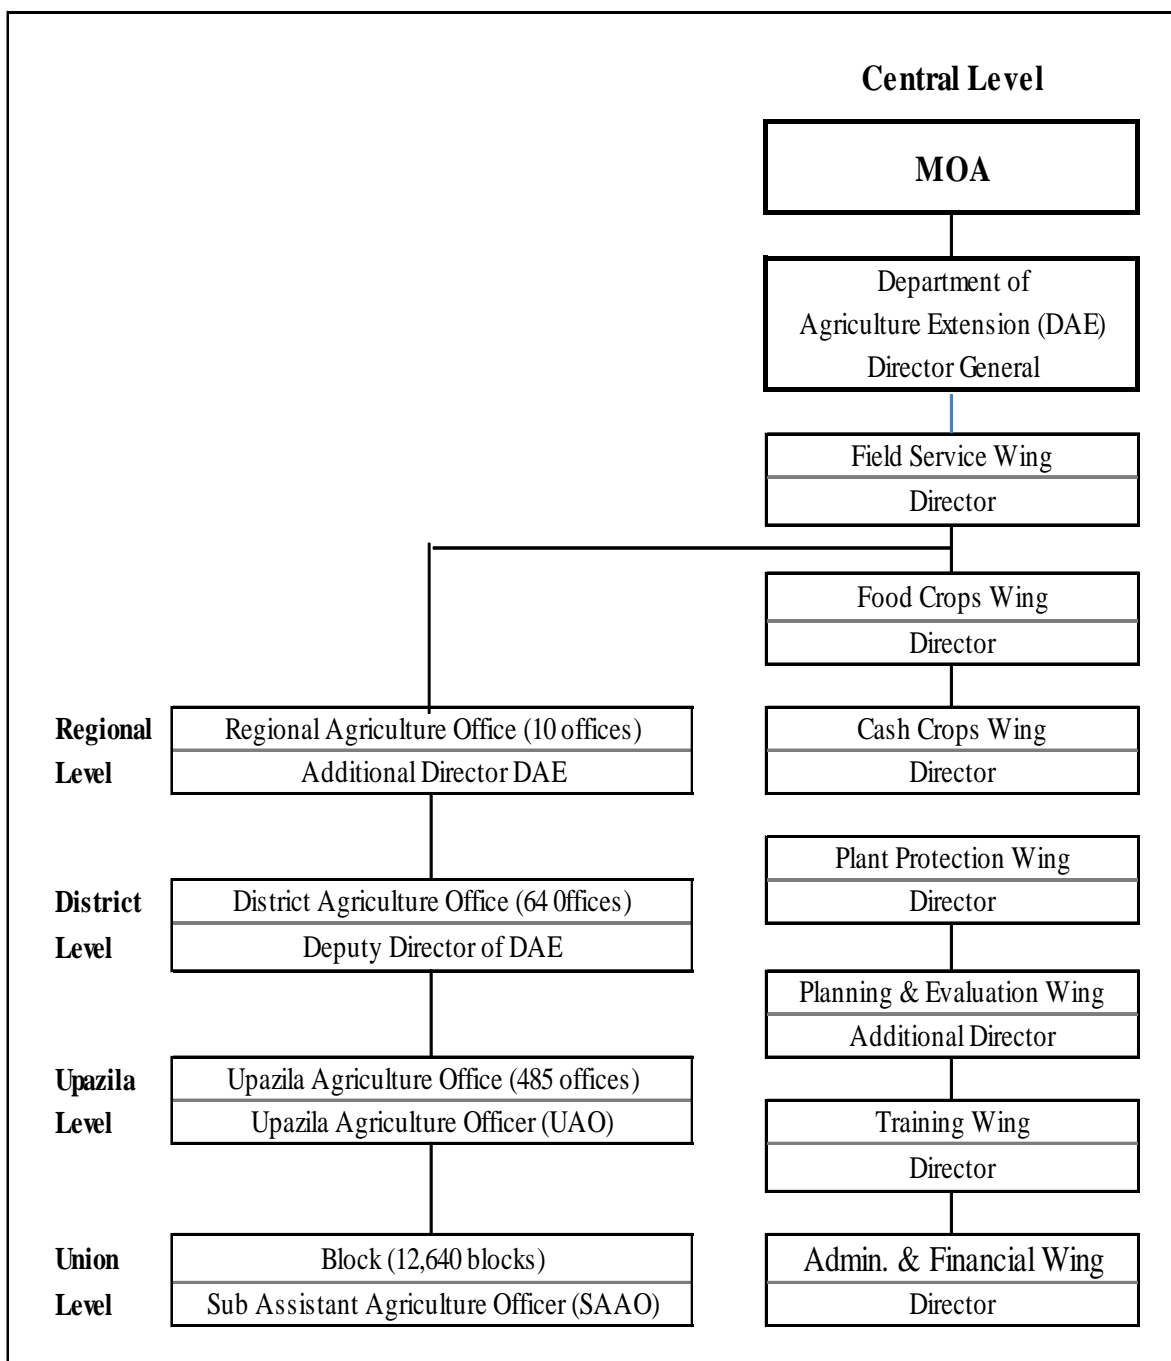 Central Level
MOA
Department of
Agriculture Extension (DAE)
Director General
Field Service Wing
Director
Food Crops Wing
Director
Cash Crops Wing
Director
Plant Protection Wing
Director
Planning & Evaluation Wing
Additional Director
Training Wing
Director
Admin. & Financial Wing
Director
Regional
Level
Regional Agriculture Office (10 offices)
Additional Director DAE
District
Level
District Agriculture Office (64 0ffices)
Deputy Director of DAE
Upazila
Level
Upazila Agriculture Office (485 offices)
Upazila Agriculture Officer (UAO)
Union
Level
Block (12,640 blocks)
Sub Assistant Agriculture Officer (SAAO)